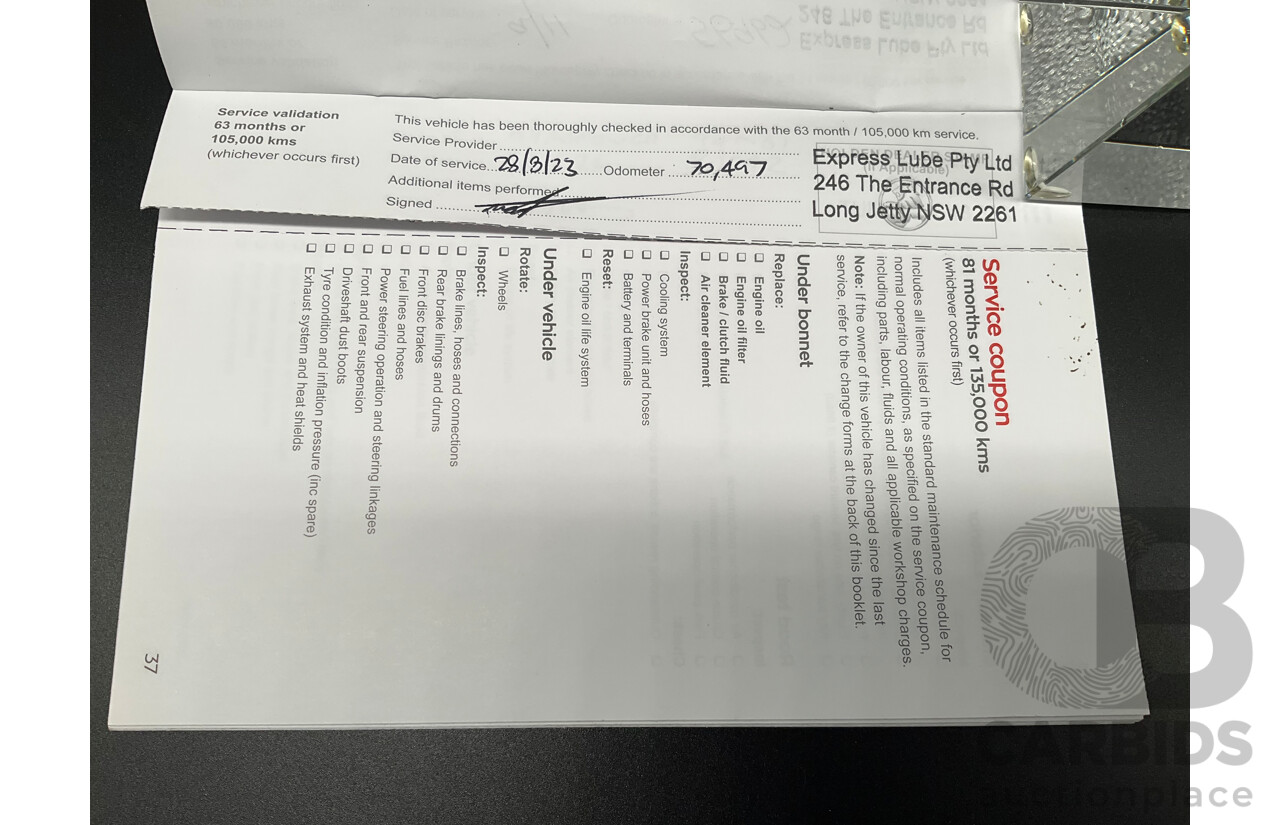 246 The Entrance Rd
Express Lube Pty Ltd
Service validation
63 months or
105,000 kms
(whichever occurs first)
This vehicle has been thoroughly checked in accordance with the 63 month / 105,000 km service.
Service Provider
Date of service 28/8/23 Odometer 70,497
Additional items performed
Signed
Express Lube Pty Ltd
246 The Entrance Rd
Long Jetty NSW 2261
Service coupon
81 months or 135,000 kms
(whichever occurs first)
Includes all items listed in the standard maintenance schedule for
normal operating conditions, as specified on the service coupon,
including parts, labour, fluids and all applicable workshop charges.
Note: If the owner of this vehicle has changed since the last
service, refer to the change forms at the back of this booklet.
Under bonnet
Replace:
☐ Engine oil
☐ Engine oil filter
☐ Brake / clutch fluid
☐ Air cleaner element
Inspect:
☐ Cooling system
☐ Power brake unit and hoses
☐ Battery and terminals
Reset:
☐ Engine oil life system
Under vehicle
Rotate:
☐ Wheels
Inspect:
☐ Brake lines, hoses and connections
☐ Rear brake linings and drums
☐ Front disc brakes
☐ Fuel lines and hoses
☐ Power steering operation and steering linkages
☐ Front and rear suspension
☐ Driveshaft dust boots
☐ Tyre condition and inflation pressure (inc spare)
☐ Exhaust system and heat shields
37
CARBIDS
auctionplace